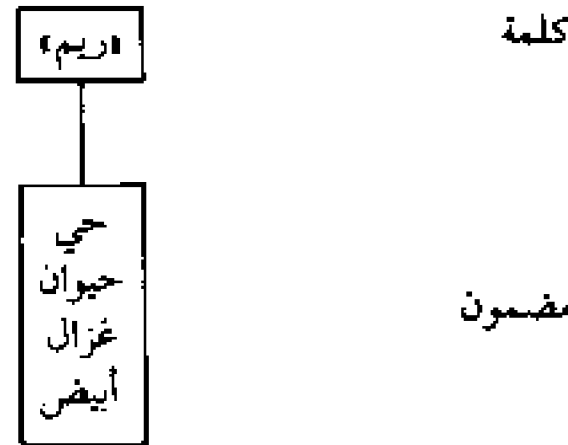 كلمة
«ريم»
حي
حيوان
غزال
أبيض
مضمون